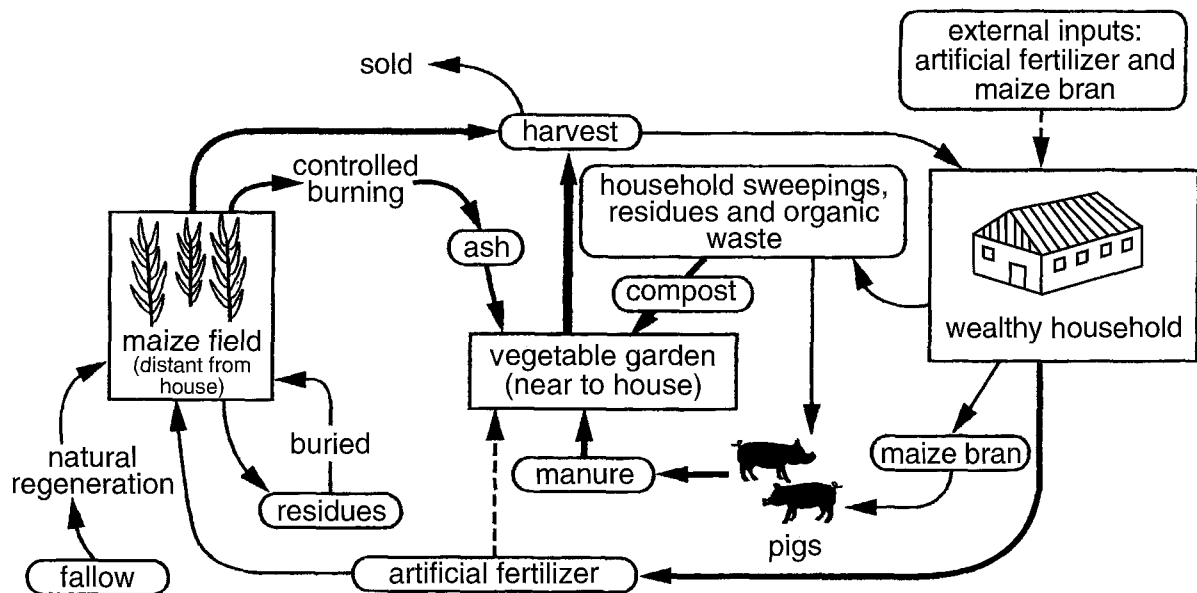 external inputs:
artificial fertilizer and
maize bran
sold
harvest
controlled
burning
household sweepings,
residues and organic
waste
ash
compost
wealthy household
maize field
(distant from
house)
vegetable garden
(near to house)
buried
natural
regeneration
manure
maize bran
residues
pigs
fallow
artificial fertilizer